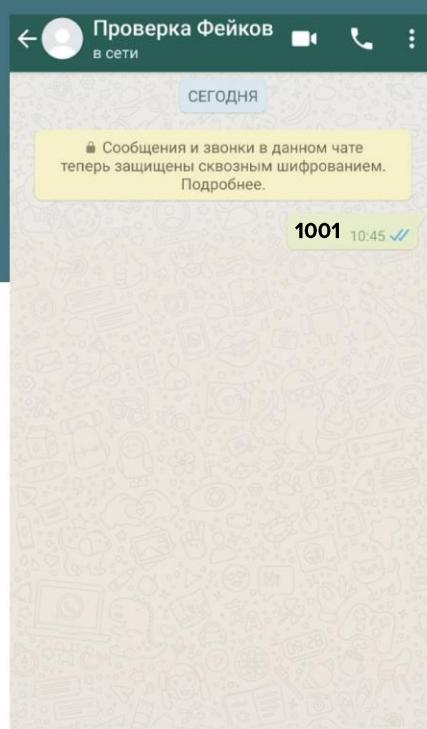 Проверка Фейков
в сети
СЕГОДНЯ
Сообщения и звонки в данном чате
теперь защищены сквозным шифрованием.
Подробнее.
1001 10:45